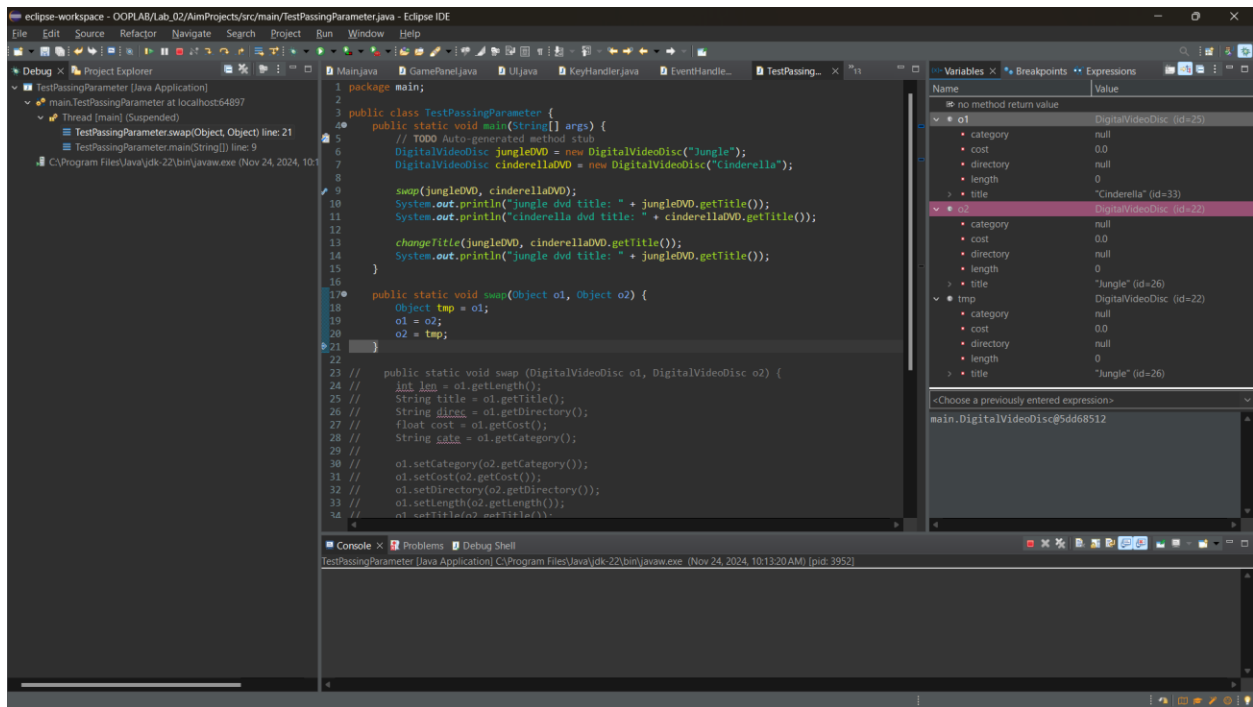 eclipse-workspace - OOPLAB/Lab_02/AimProjects/src/main/TestPassingParameter.java - Eclipse IDE
File Edit Source Refactor Navigate Search Project Run Window Help
Debug Project Explorer
TestPassingParameter [Java Application]
main.TestPassingParameter at localhost:64897
Thread [main] (Suspended)
TestPassingParameter.swap(Object, Object) line: 21
TestPassingParameter.main(String[]) line: 9
C:\Program Files\Java\jdk-22\bin\javaw.exe (Nov 24, 2024, 10:1
Main.java GamePanel.java UI.java KeyHandler.java EventHandle... TestPassing... 11
1 package main;
2
3 public class TestPassingParameter {
4 public static void main(String[] args) {
5 // TODO Auto-generated method stub
6 DigitalVideoDisc jungleDVD = new DigitalVideoDisc("Jungle");
7 DigitalVideoDisc cinderellaDVD = new DigitalVideoDisc("Cinderella");
8
9 swap(jungleDVD, cinderellaDVD);
10 System.out.println("jungle dvd title: " + jungleDVD.getTitle());
11 System.out.println("cinderella dvd title: " + cinderellaDVD.getTitle());
12
13 changeTitle(jungleDVD, cinderellaDVD.getTitle());
14 System.out.println("jungle dvd title: " + jungleDVD.getTitle());
15 }
16
17 public static void swap(Object o1, Object o2) {
18 Object tmp = o1;
19 o1 = o2;
20 o2 = tmp;
21 }
22
23 // public static void swap (DigitalVideoDisc o1, DigitalVideoDisc o2) {
24 // int len = o1.getLength();
25 // String title = o1.getTitle();
26 // String direc = o1.getDirectory();
27 // float cost = o1.getCost();
28 // String cate = o1.getCategory();
29 //
30 // o1.setCategory(o2.getCategory());
31 // o1.setCost(o2.getCost());
32 // o1.setDirectory(o2.getDirectory());
33 // o1.setLength(o2.getLength());
34 // o1.setTitle(o2.getTitle());
Variables Breakpoints Expressions
Name Value
no method return value
o1 DigitalVideoDisc (id=25)
category null
cost 0.0
directory null
length 0
title "Cinderella" (id=33)
o2 DigitalVideoDisc (id=22)
category null
cost 0.0
directory null
length 0
title "Jungle" (id=26)
tmp DigitalVideoDisc (id=22)
category null
cost 0.0
directory null
length 0
title "Jungle" (id=26)
<Choose a previously entered expression>
main.DigitalVideoDisc@5dd68512
Console Problems Debug Shell
TestPassingParameter [Java Application] C:\Program Files\Java\jdk-22\bin\javaw.exe (Nov 24, 2024, 10:13:20 AM) [pid: 3952]